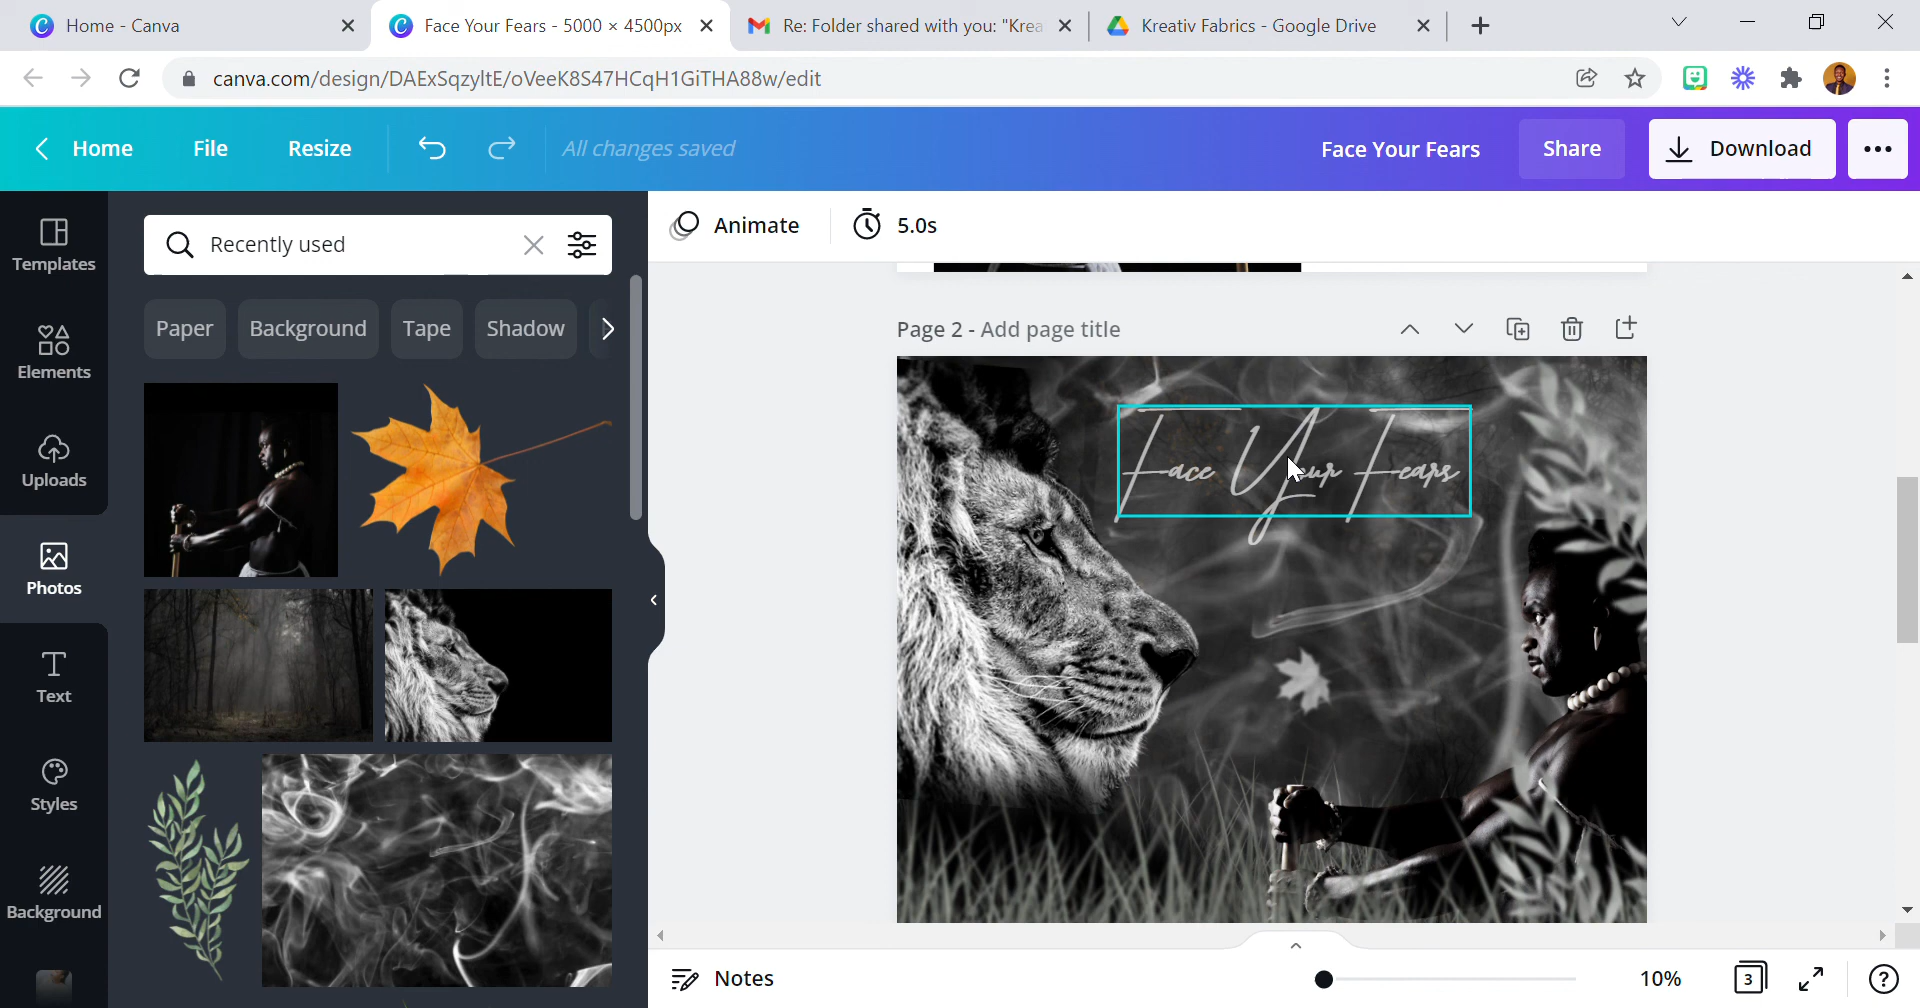 Home - Canva
Face Your Fears - 5000 × 4500px
Re: Folder shared with you: "Krea
Kreativ Fabrics - Google Drive
canva.com/design/DAExSqzyItE/oVeeK8S47HCqH1GiTHA88w/edit
Home
File
Resize
All changes saved
Face Your Fears
Share
Download
Templates
Elements
Uploads
Photos
Text
Styles
Background
Recently used
Paper
Background
Tape
Shadow
Animate
5.0s
Page 2 - Add page title
Face Your Fears
Notes
10%
3